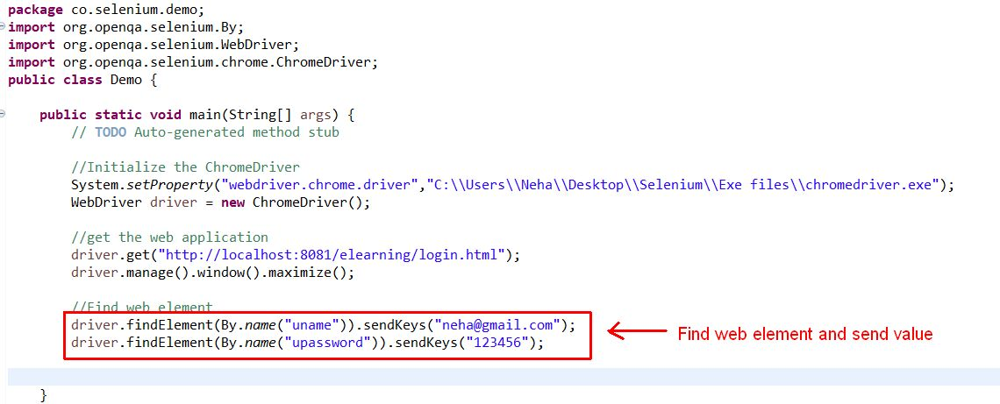 package co.selenium.demo;
import org.openqa.selenium.By;
import org.openqa.selenium.WebDriver;
import org.openqa.selenium.chrome.ChromeDriver;
public class Demo {
public static void main(String[] args) {
// TODO Auto-generated method stub
//Initialize the ChromeDriver
System.setProperty("webdriver.chrome.driver","C:\\Users\\Neha\\Desktop\\Selenium\\Exe files\\chromedriver.exe");
WebDriver driver = new ChromeDriver();
//get the web application
driver.get("http://localhost:8081/elearning/login.html");
driver.manage().window().maximize();
//Find web element
driver.findElement(By.name("uname")).sendKeys("neha@gmail.com");
driver.findElement(By.name("upassword")).sendKeys("123456");
Find web element and send value
}